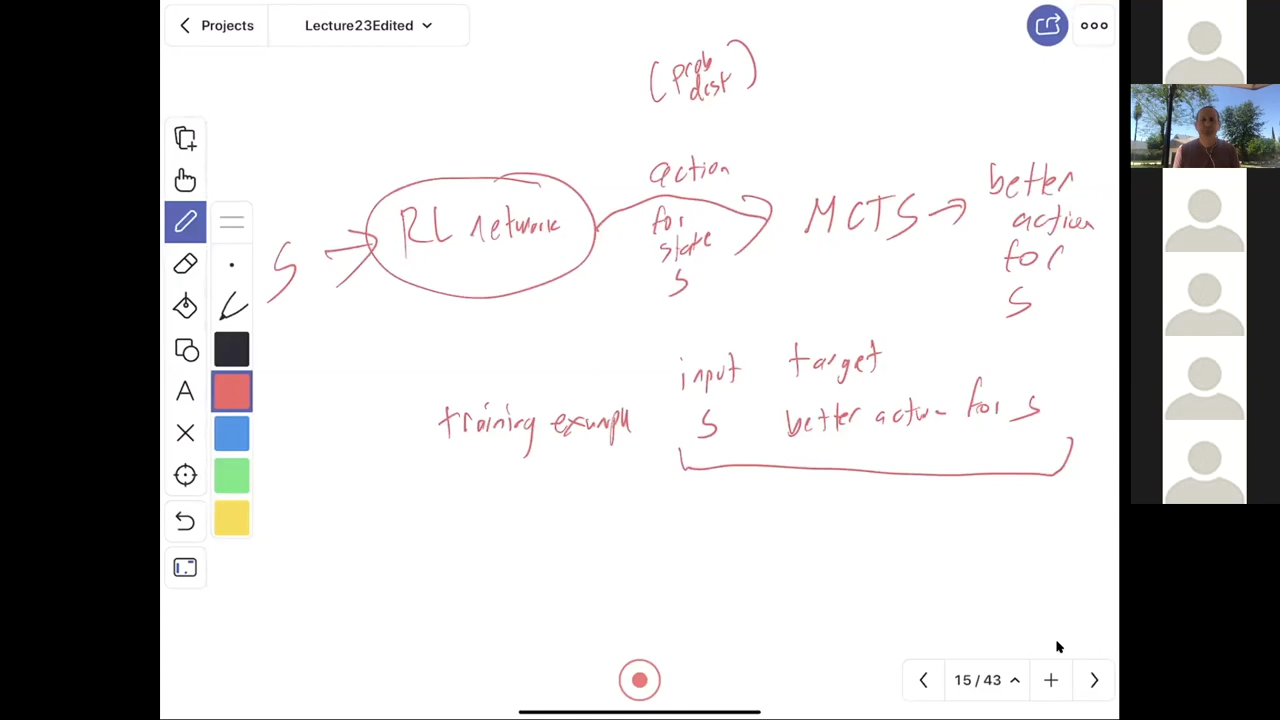 Projects
Lecture23Edited
(prob
dist)
action
for
state
s
S
RL network
MCTS
better
action
for
s
input target
training example s better action for s
A
15 / 43